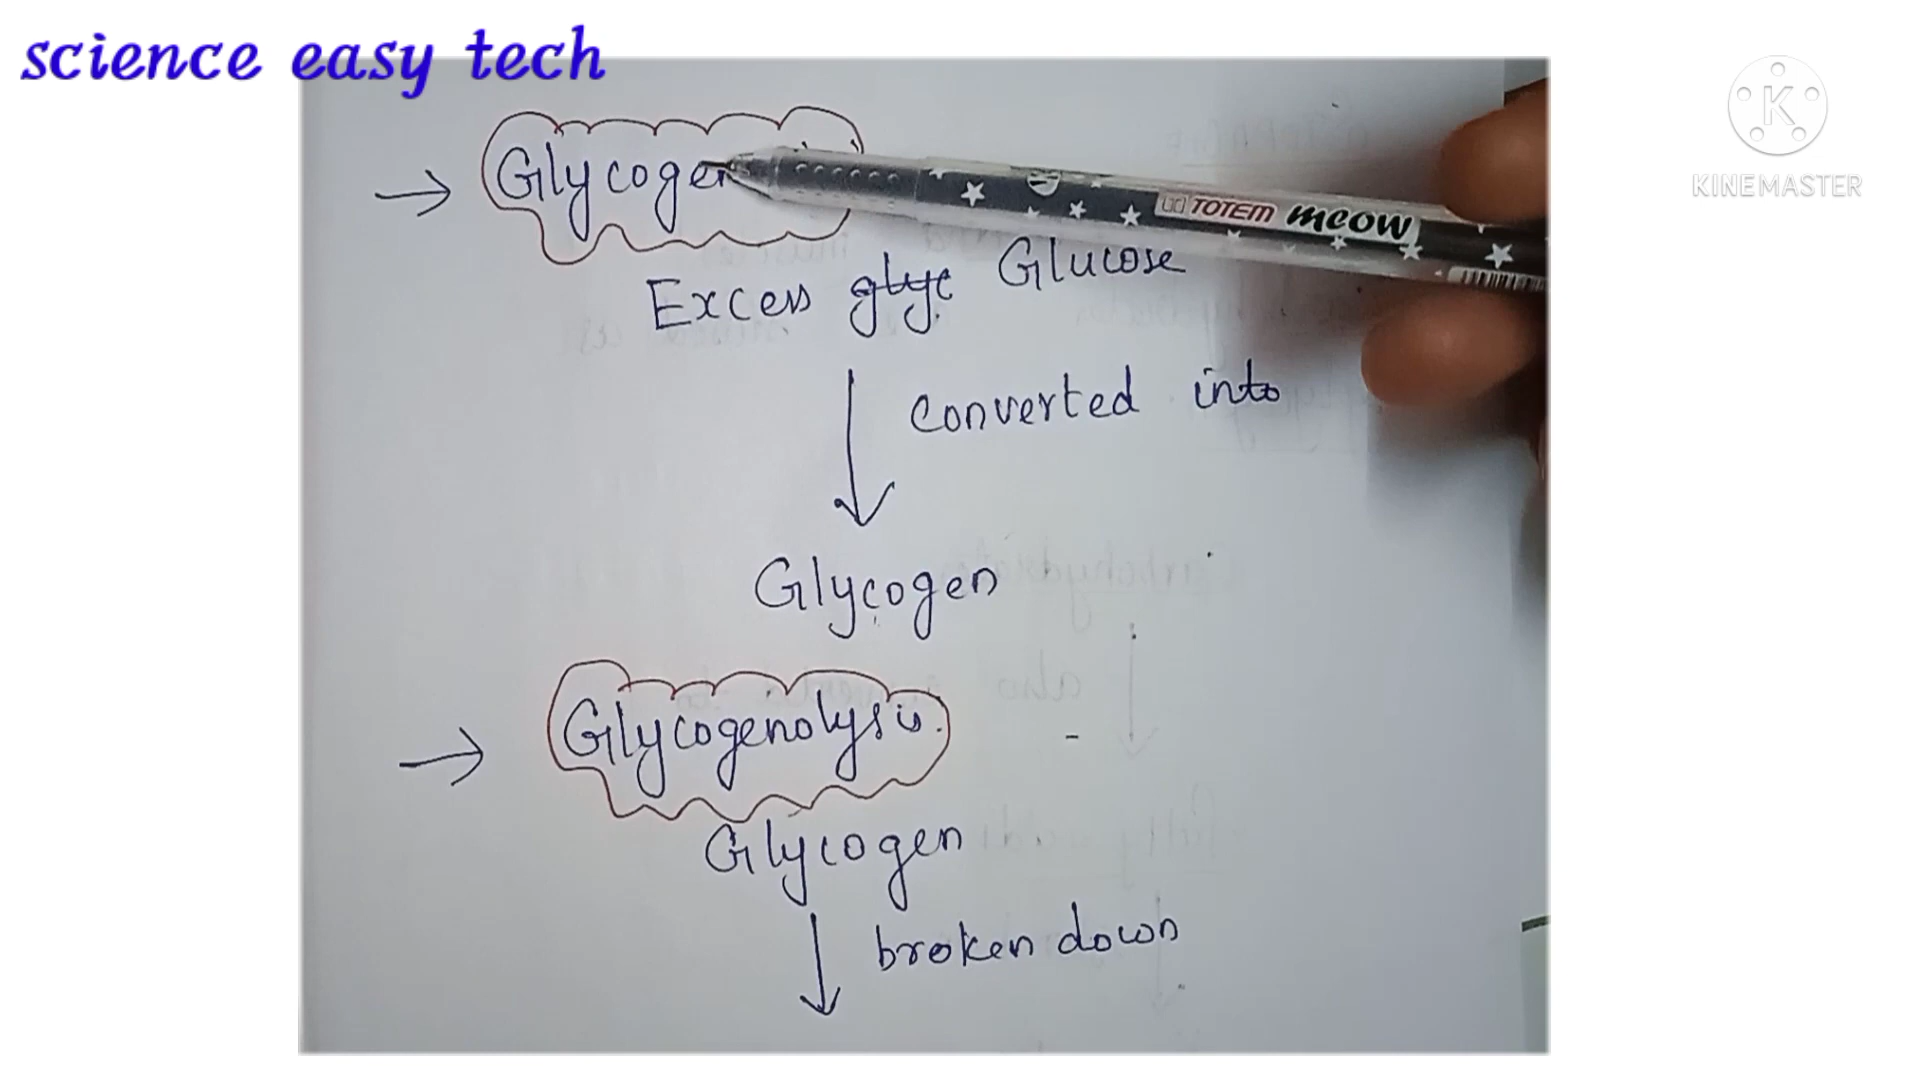 science easy tech
KINEMASTER
→ Glycogen
TOTEM meow
Excess glyc Glucose
↓ converted into
Glycogen
→ Glycogenolysis.
Glycogen
↓ broken down